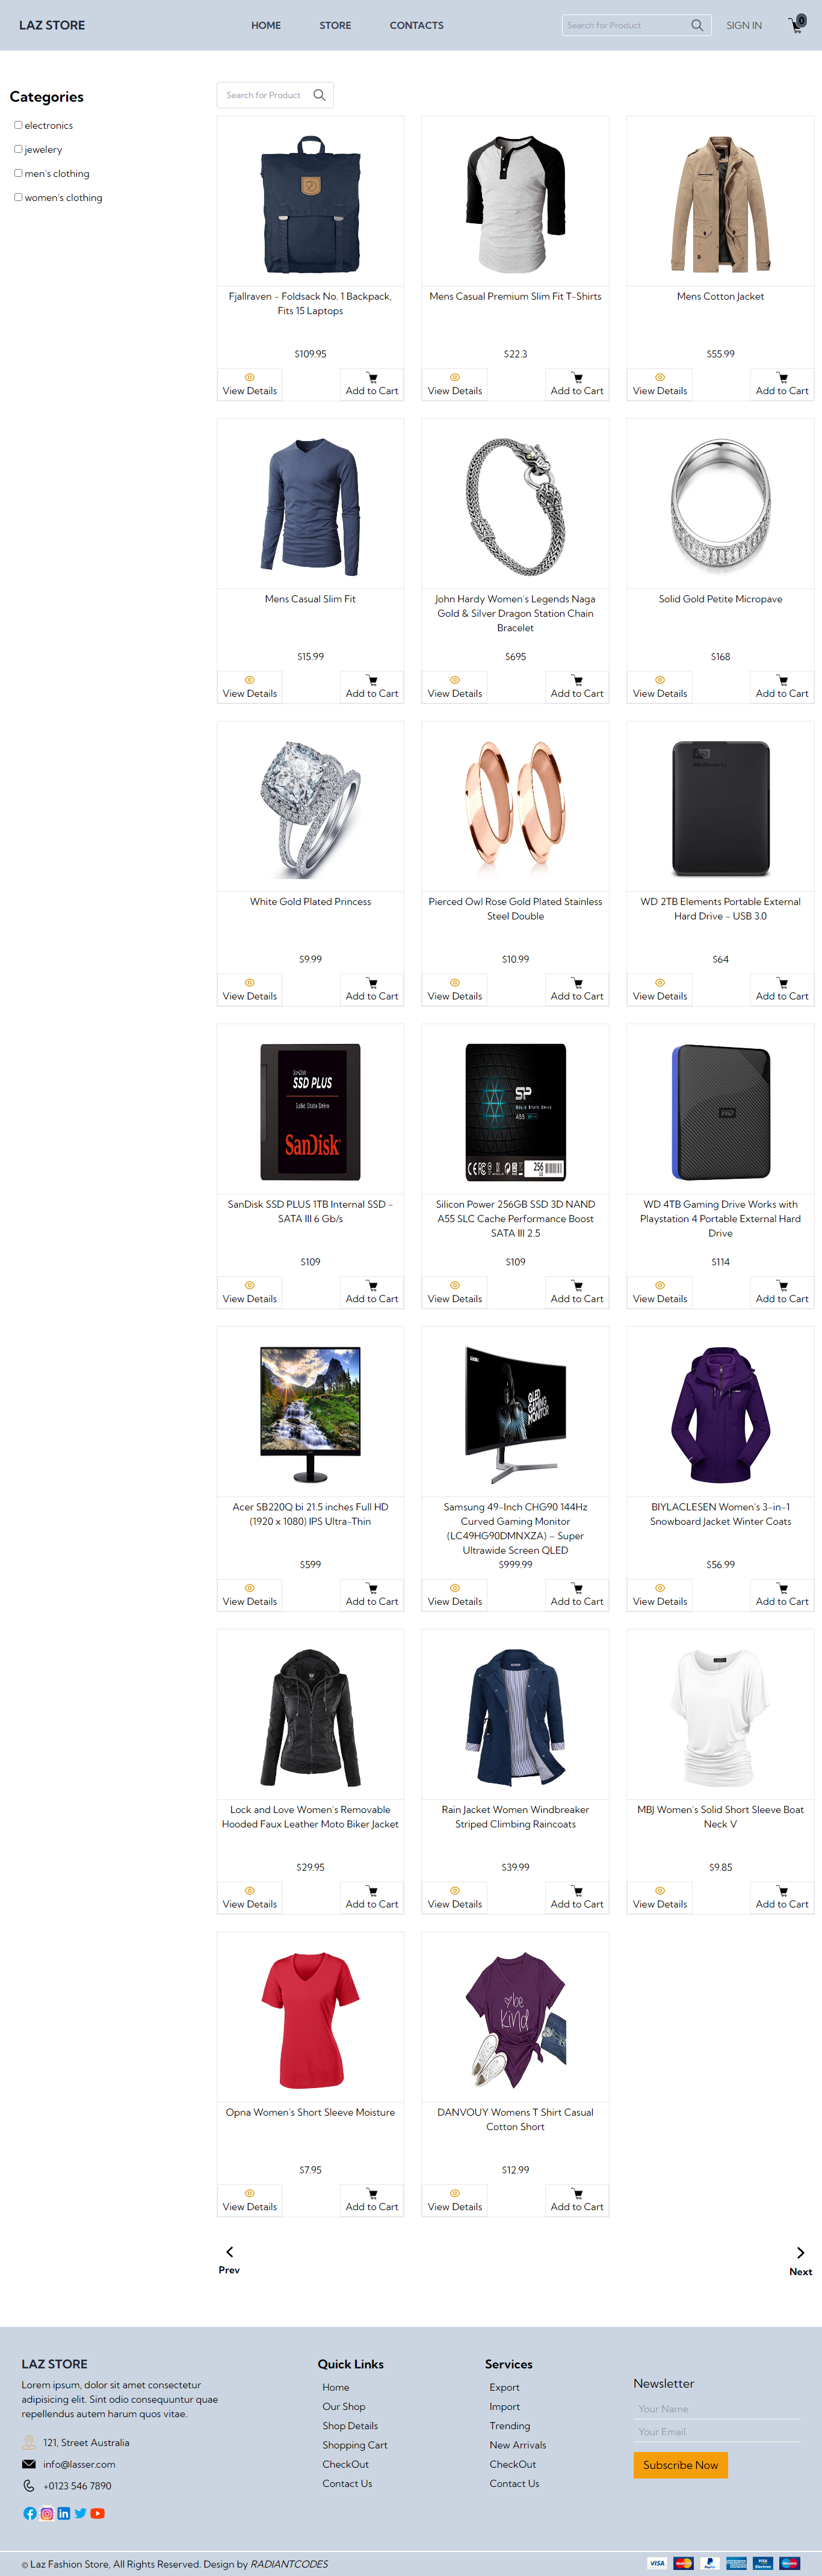 LAZ STORE
HOME
STORE
CONTACTS
Search for Product
SIGN IN
0
Categories
electronics
jewelery
men's clothing
women's clothing
Search for Product
Fjallraven - Foldsack No. 1 Backpack,
Fits 15 Laptops
$109.95
View Details
Add to Cart
Mens Casual Premium Slim Fit T-Shirts
$22.3
View Details
Add to Cart
Mens Cotton Jacket
$55.99
View Details
Add to Cart
Mens Casual Slim Fit
$15.99
View Details
Add to Cart
John Hardy Women's Legends Naga
Gold & Silver Dragon Station Chain
Bracelet
$695
View Details
Add to Cart
Solid Gold Petite Micropave
$168
View Details
Add to Cart
White Gold Plated Princess
$9.99
View Details
Add to Cart
Pierced Owl Rose Gold Plated Stainless
Steel Double
$10.99
View Details
Add to Cart
WD 2TB Elements Portable External
Hard Drive - USB 3.0
$64
View Details
Add to Cart
SanDisk
SSD PLUS
Solid State Drive
SanDisk
SanDisk SSD PLUS 1TB Internal SSD -
SATA III 6 Gb/s
$109
View Details
Add to Cart
SP
A55
256
Silicon Power 256GB SSD 3D NAND
A55 SLC Cache Performance Boost
SATA III 2.5
$109
View Details
Add to Cart
WD
WD 4TB Gaming Drive Works with
Playstation 4 Portable External Hard
Drive
$114
View Details
Add to Cart
Acer SB220Q bi 21.5 inches Full HD
(1920 x 1080) IPS Ultra-Thin
$599
View Details
Add to Cart
QLED
GAMING
MONITOR
Samsung 49-Inch CHG90 144Hz
Curved Gaming Monitor
(LC49HG90DMNXZA) – Super
Ultrawide Screen QLED
$999.99
View Details
Add to Cart
BIYLACLESEN Women's 3-in-1
Snowboard Jacket Winter Coats
$56.99
View Details
Add to Cart
Lock and Love Women's Removable
Hooded Faux Leather Moto Biker Jacket
$29.95
View Details
Add to Cart
Rain Jacket Women Windbreaker
Striped Climbing Raincoats
$39.99
View Details
Add to Cart
MBJ Women's Solid Short Sleeve Boat
Neck V
$9.85
View Details
Add to Cart
Opna Women's Short Sleeve Moisture
$7.95
View Details
Add to Cart
be
kind
DANVOUY Womens T Shirt Casual
Cotton Short
$12.99
View Details
Add to Cart
Prev
Next
LAZ STORE
Lorem ipsum, dolor sit amet consectetur
adipisicing elit. Sint odio consequuntur quae
repellendus autem harum quos vitae.
121, Street Australia
info@lasser.com
+0123 546 7890
Quick Links
Home
Our Shop
Shop Details
Shopping Cart
CheckOut
Contact Us
Services
Export
Import
Trending
New Arrivals
CheckOut
Contact Us
Newsletter
Your Name
Your Email
Subscribe Now
© Laz Fashion Store, All Rights Reserved. Design by RADIANTCODES
VISA
PayPal
VISA